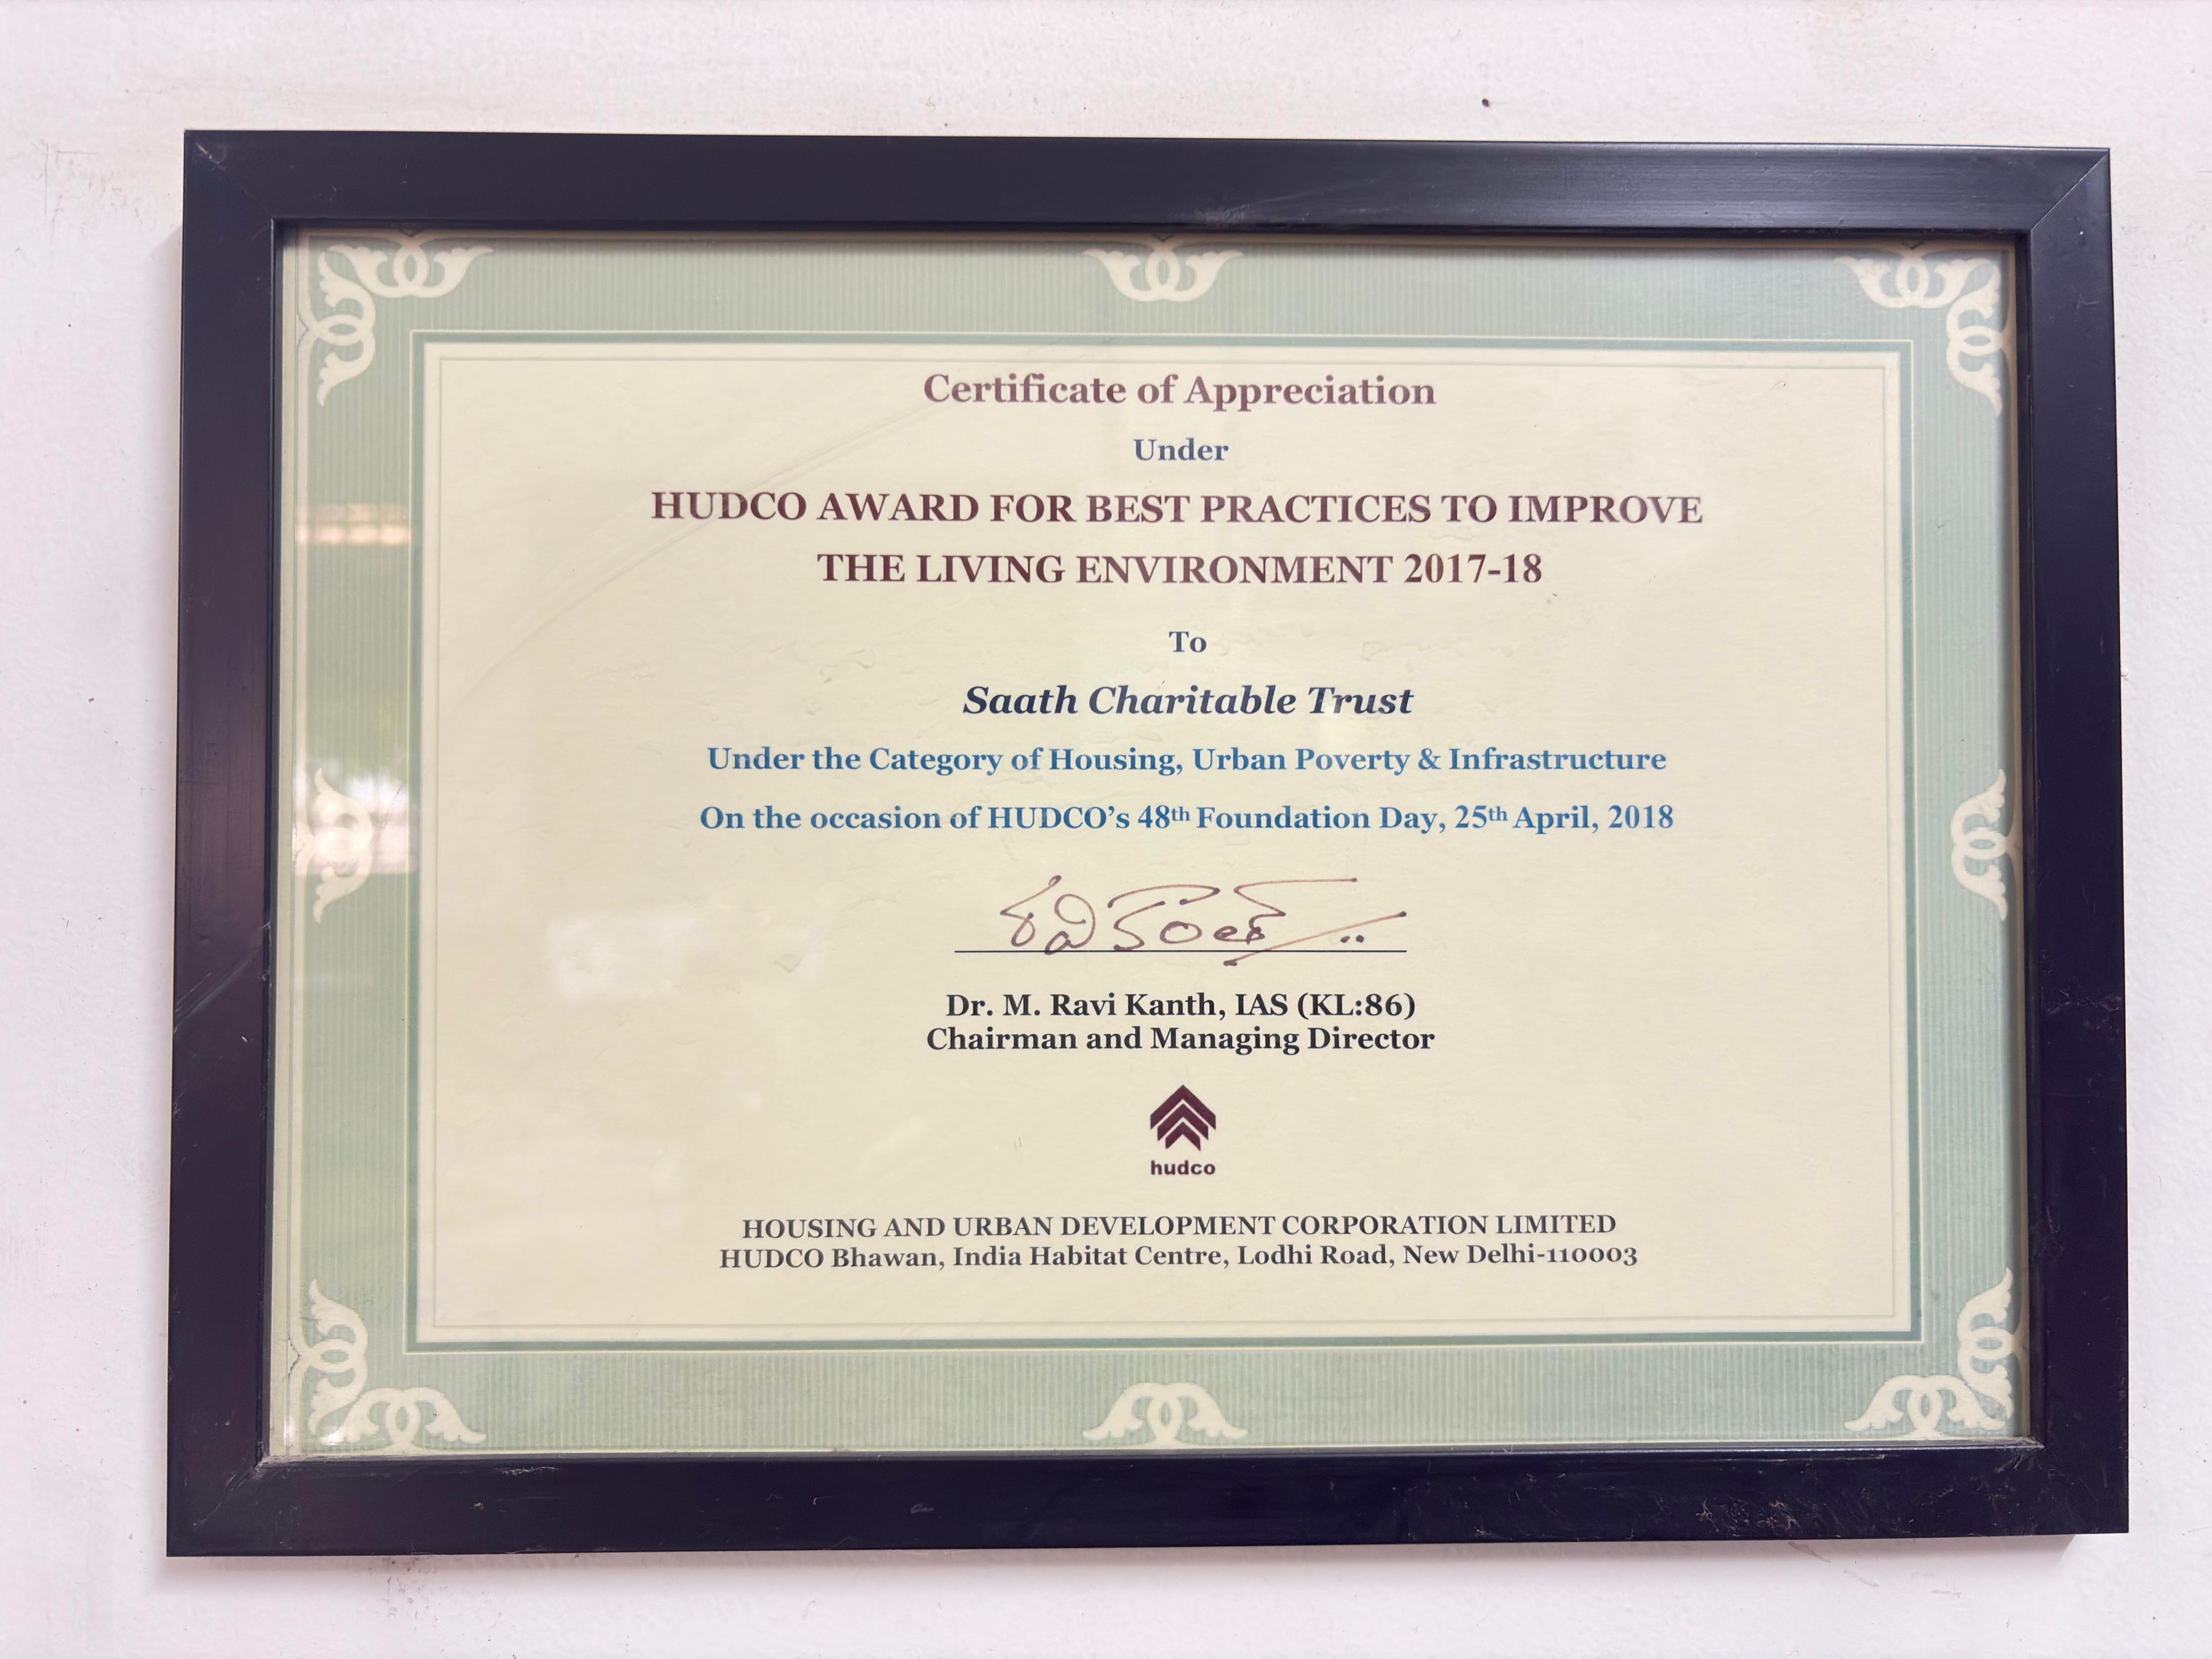 Certificate of Appreciation
Under
HUDCO AWARD FOR BEST PRACTICES TO IMPROVE
THE LIVING ENVIRONMENT 2017-18
To
Saath Charitable Trust
Under the Category of Housing, Urban Poverty & Infrastructure
On the occasion of HUDCO's 48th Foundation Day, 25th April, 2018
Dr. M. Ravi Kanth, IAS (KL:86)
Chairman and Managing Director
hudco
HOUSING AND URBAN DEVELOPMENT CORPORATION LIMITED
HUDCO Bhawan, India Habitat Centre, Lodhi Road, New Delhi-110003